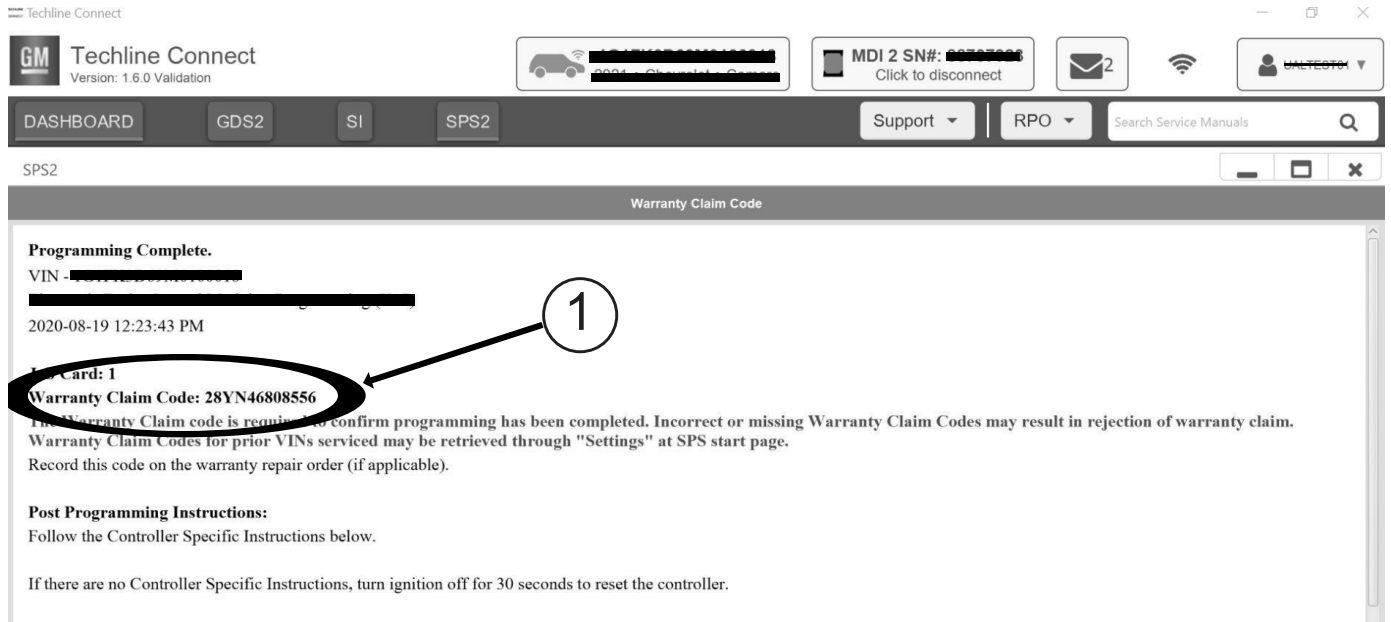 Techline Connect
GM Techline Connect
Version: 1.6.0 Validation
MDI 2 SN#:
Click to disconnect
2
DASHBOARD GDS2 SI SPS2 Support RPO Search Service Manuals
SPS2
Warranty Claim Code
Programming Complete.
VIN -
2020-08-19 12:23:43 PM
1
Card: 1
Warranty Claim Code: 28YN46808556
The Warranty Claim code is required to confirm programming has been completed. Incorrect or missing Warranty Claim Codes may result in rejection of warranty claim.
Warranty Claim Codes for prior VINs serviced may be retrieved through "Settings" at SPS start page.
Record this code on the warranty repair order (if applicable).
Post Programming Instructions:
Follow the Controller Specific Instructions below.
If there are no Controller Specific Instructions, turn ignition off for 30 seconds to reset the controller.